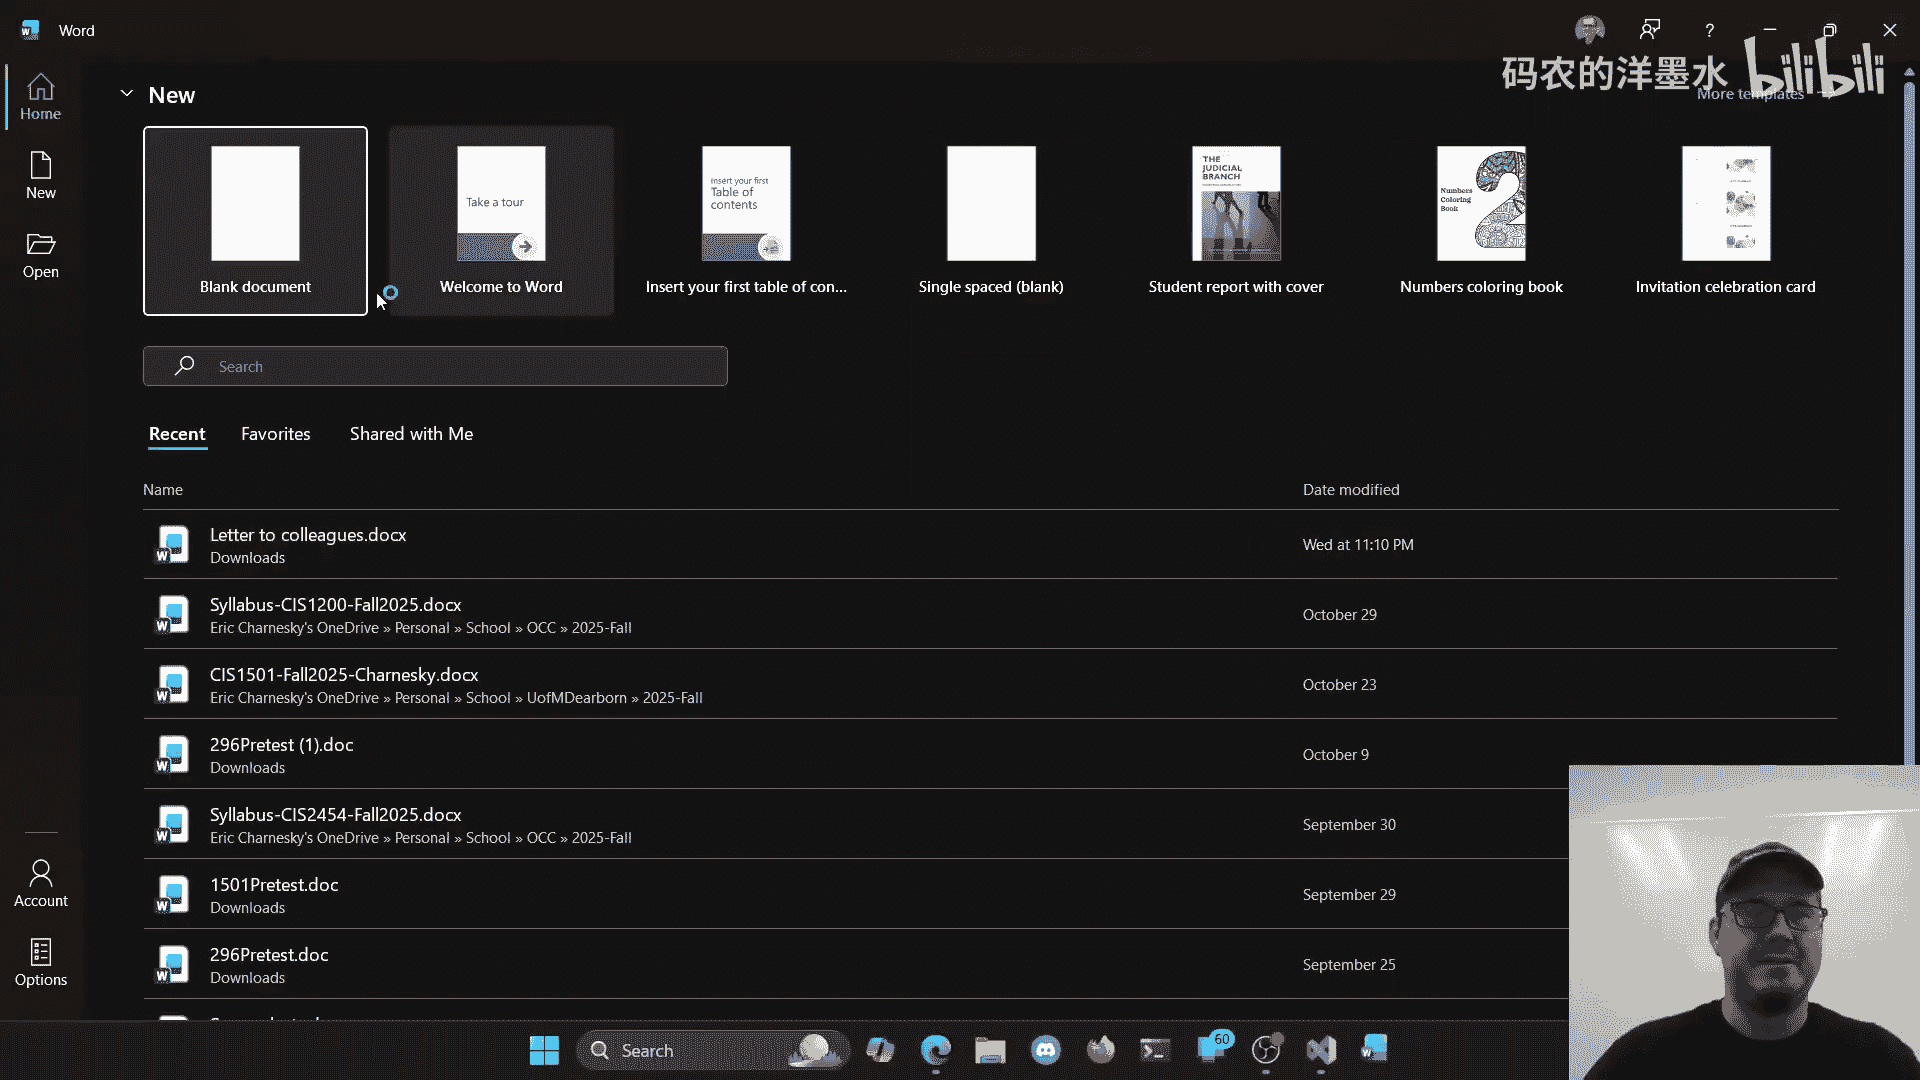 Word
码农的洋墨水 bilibili
Home
New
More templates
New
Open
Take a tour
Insert your first
Table of
contents
THE
JUDICIAL
BRANCH
Numbers
Coloring
Book
Blank document
Welcome to Word
Insert your first table of con...
Single spaced (blank)
Student report with cover
Numbers coloring book
Invitation celebration card
Search
Recent
Favorites
Shared with Me
Name
Date modified
Letter to colleagues.docx
Downloads
Wed at 11:10 PM
Syllabus-CIS1200-Fall2025.docx
Eric Charnesky's OneDrive » Personal » School » OCC » 2025-Fall
October 29
CIS1501-Fall2025-Charnesky.docx
Eric Charnesky's OneDrive » Personal » School » UofMDearborn » 2025-Fall
October 23
296Pretest (1).doc
Downloads
October 9
Syllabus-CIS2454-Fall2025.docx
Eric Charnesky's OneDrive » Personal » School » OCC » 2025-Fall
September 30
1501Pretest.doc
Downloads
September 29
296Pretest.doc
Downloads
September 25
Account
Options
Search
60